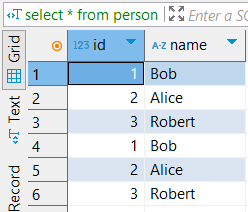 select * from person
Enter a S
Grid
Text
Record
123 id A-Z name
1 1 Bob
2 2 Alice
3 3 Robert
4 1 Bob
5 2 Alice
6 3 Robert